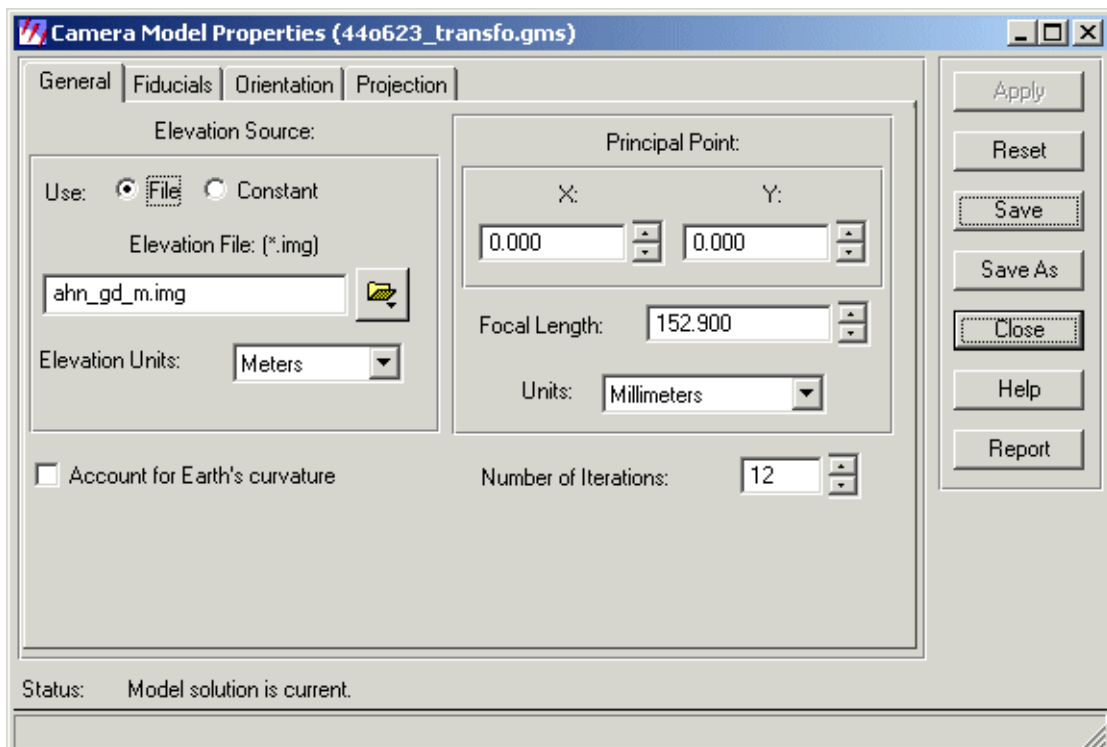 Camera Model Properties (44o623_transfo.gms)
General Fiducials Orientation Projection
Elevation Source:
Use: File Constant
Elevation File: (*.img)
ahn_gd_m.img
Elevation Units: Meters
Principal Point:
X: Y:
0.000 0.000
Focal Length: 152.900
Units: Millimeters
Account for Earth's curvature
Number of Iterations: 12
Apply
Reset
Save
Save As
Close
Help
Report
Status: Model solution is current.